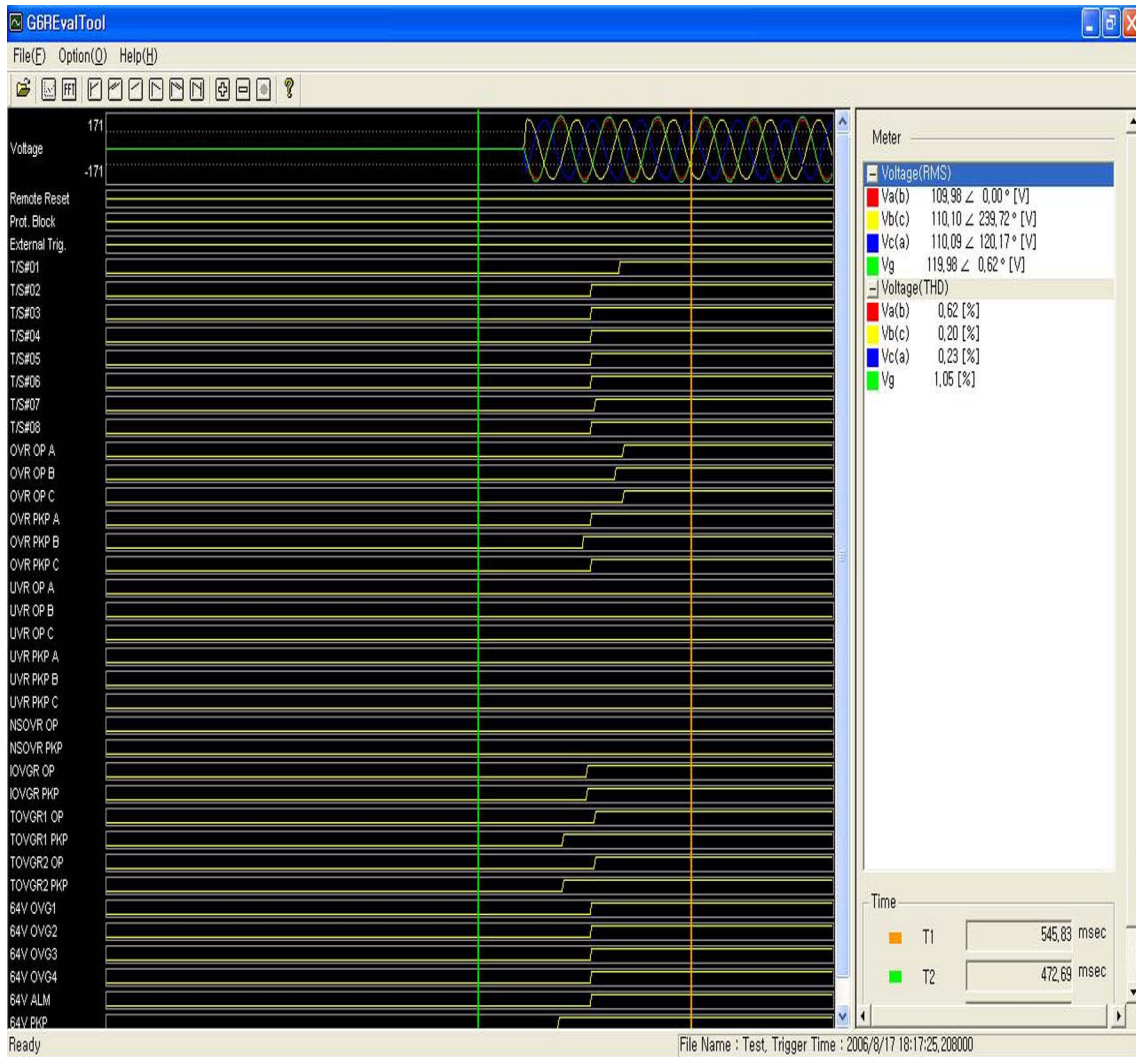 G6REvalTool
File(F) Option(O) Help(H)
FFT
171
Voltage
-171
Remote Reset
Prot. Block
External Trig.
T/S#01
T/S#02
T/S#03
T/S#04
T/S#05
T/S#06
T/S#07
T/S#08
OVR OP A
OVR OP B
OVR OP C
OVR PKP A
OVR PKP B
OVR PKP C
UVR OP A
UVR OP B
UVR OP C
UVR PKP A
UVR PKP B
UVR PKP C
NSOVR OP
NSOVR PKP
IOVGR OP
IOVGR PKP
TOVGR1 OP
TOVGR1 PKP
TOVGR2 OP
TOVGR2 PKP
64V OVG1
64V OVG2
64V OVG3
64V OVG4
64V ALM
64V PKP
Meter
Voltage(RMS)
Va(b) 109,98 ∠ 0,00 ° [V]
Vb(c) 110,10 ∠ 239,72 ° [V]
Vc(a) 110,09 ∠ 120,17 ° [V]
Vg 119,98 ∠ 0,62 ° [V]
Voltage(THD)
Va(b) 0,62 [%]
Vb(c) 0,20 [%]
Vc(a) 0,23 [%]
Vg 1,05 [%]
Time
T1 545,83 msec
T2 472,69 msec
Ready
File Name : Test, Trigger Time : 2006/8/17 18:17:25,208000